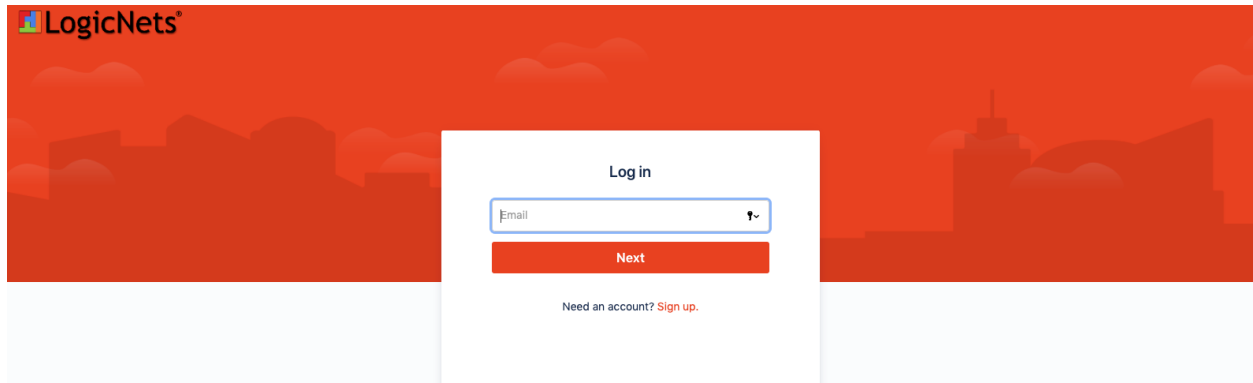 LogicNets®
Log in
Email
Next
Need an account? Sign up.